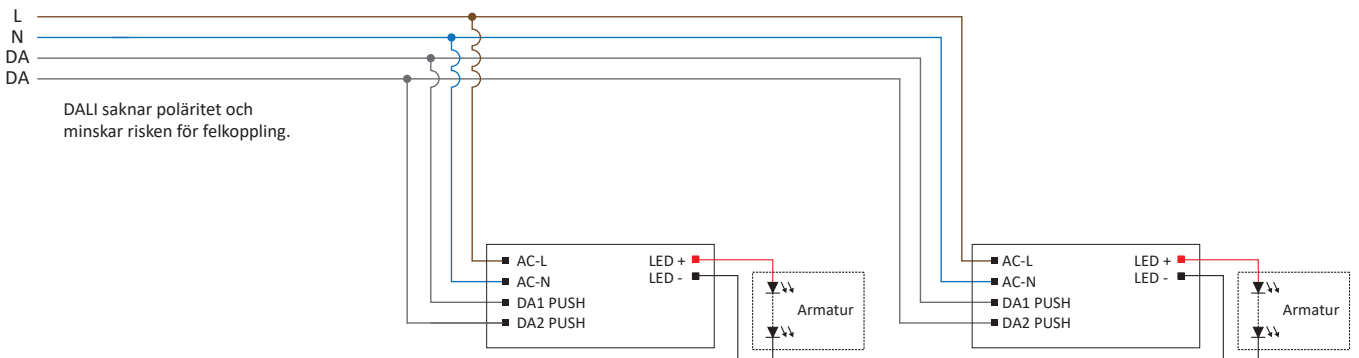 L
N
DA
DA
DALI saknar poläritet och
minskar risken för felkoppling.
AC-L
AC-N
DA1 PUSH
DA2 PUSH
LED +
LED -
Armatur
AC-L
AC-N
DA1 PUSH
DA2 PUSH
LED +
LED -
Armatur